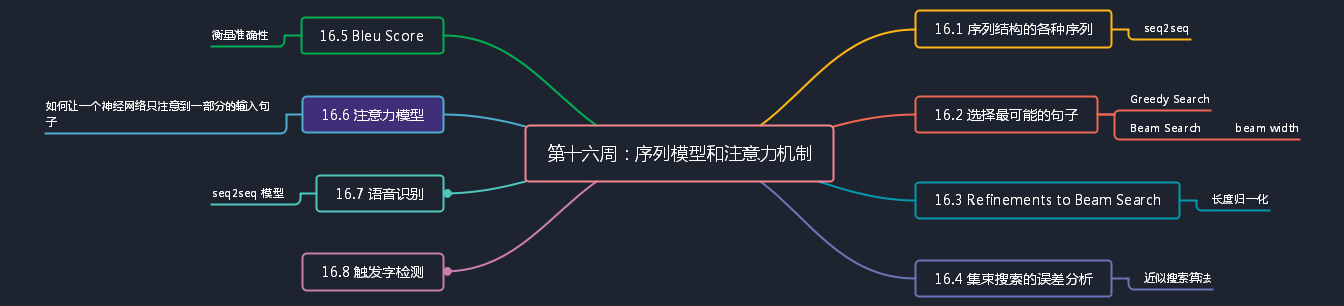 第十六周：序列模型和注意力机制
16.1 序列结构的各种序列
seq2seq
16.2 选择最可能的句子
Greedy Search
Beam Search
beam width
16.3 Refinements to Beam Search
长度归一化
16.4 集束搜索的误差分析
近似搜索算法
16.5 Bleu Score
衡量准确性
16.6 注意力模型
如何让一个神经网络只注意到一部分的输入句
子
16.7 语音识别
seq2seq 模型
16.8 触发字检测